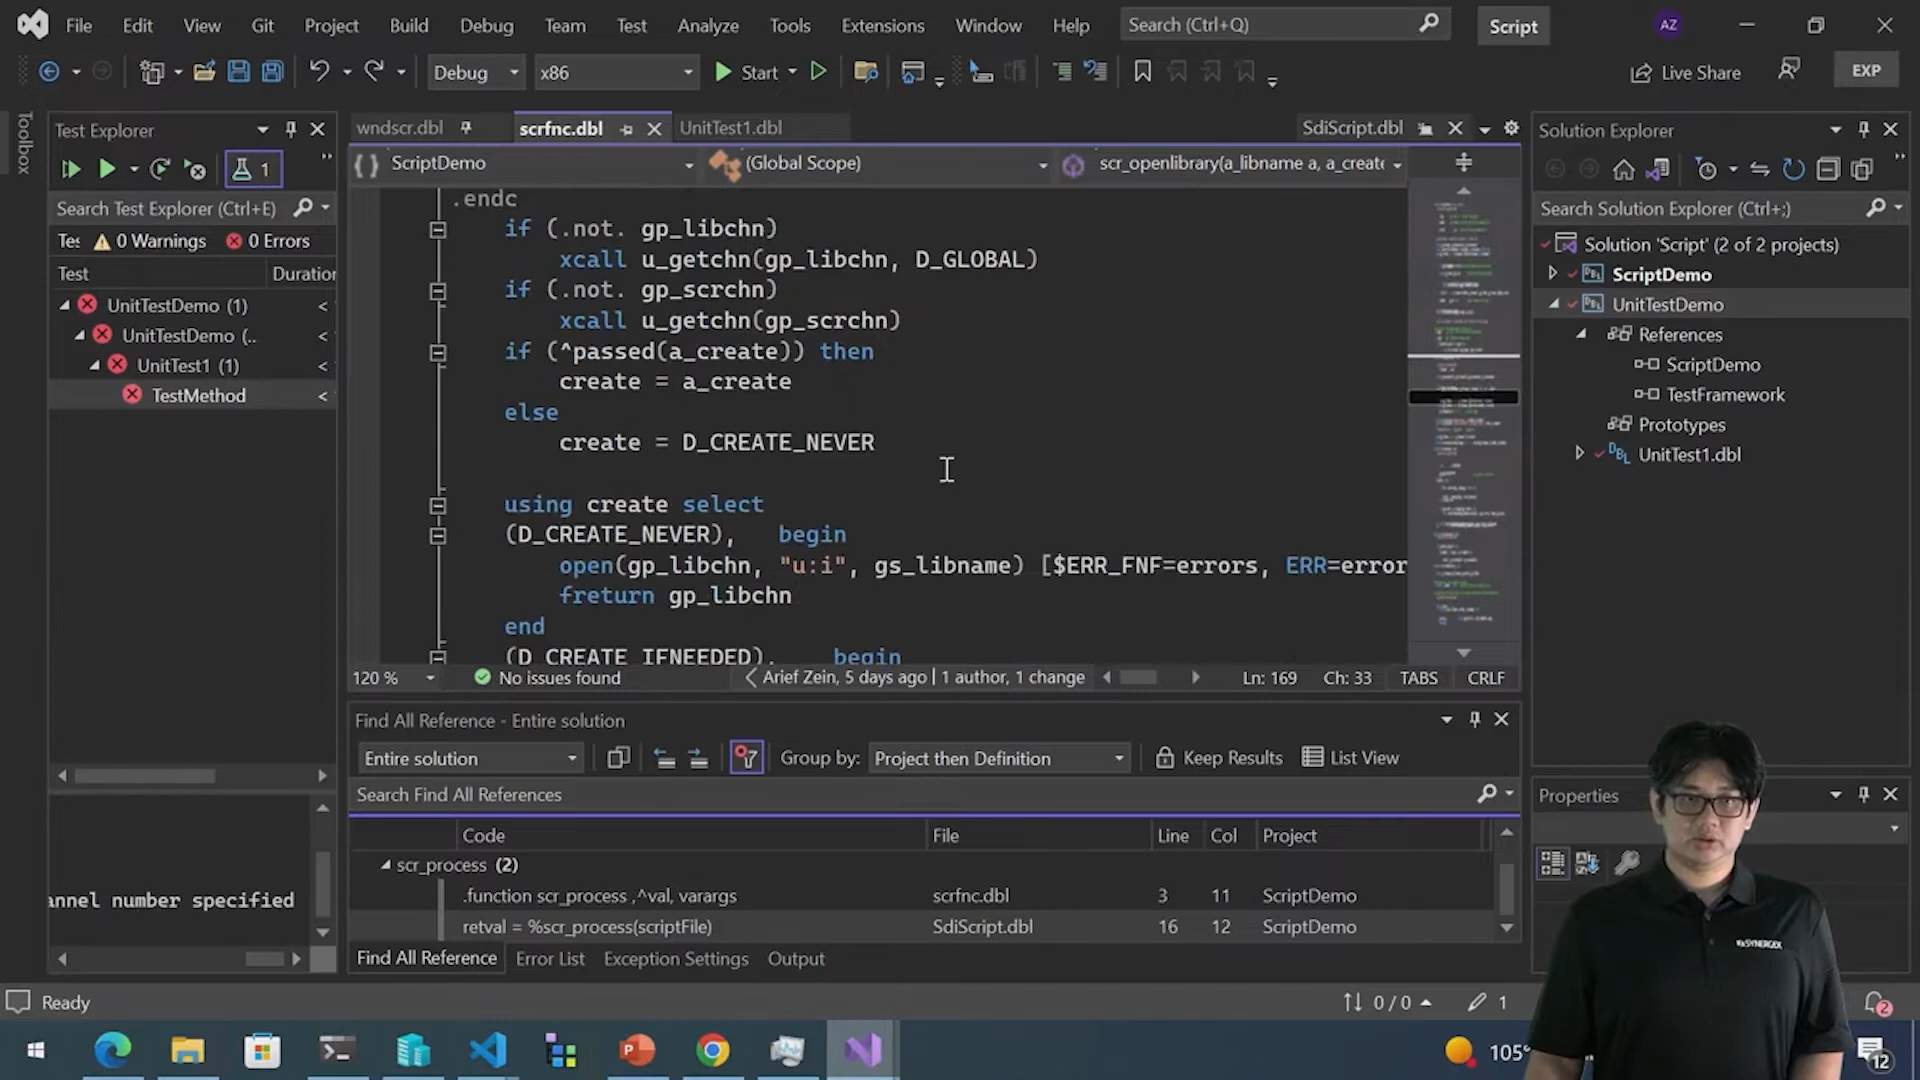 File Edit View Git Project Build Debug Team Test Analyze Tools Extensions Window Help Search (Ctrl+Q) Script AZ
Debug x86 Start Live Share EXP
Toolbox
Test Explorer
1
Search Test Explorer (Ctrl+E)
Tes 0 Warnings 0 Errors
Test Duration
UnitTestDemo (1) <
UnitTestDemo (.. <
UnitTest1 (1) <
TestMethod <
annel number specified
wndscr.dbl scrfnc.dbl UnitTest1.dbl SdiScript.dbl
ScriptDemo (Global Scope) scr_openlibrary(a_libname a, a_create
.endc
if (.not. gp_libchn)
xcall u_getchn(gp_libchn, D_GLOBAL)
if (.not. gp_scrchn)
xcall u_getchn(gp_scrchn)
if (^passed(a_create)) then
create = a_create
else
create = D_CREATE_NEVER
using create select
(D_CREATE_NEVER), begin
open(gp_libchn, "u:i", gs_libname) [$ERR_FNF=errors, ERR=error
freturn gp_libchn
end
(D_CREATE_IFNEEDED), begin
120 % No issues found Arief Zein, 5 days ago | 1 author, 1 change Ln: 169 Ch: 33 TABS CRLF
Find All Reference - Entire solution
Entire solution Group by: Project then Definition Keep Results List View
Search Find All References
Code File Line Col Project
scr_process (2)
.function scr_process ,^val, varargs scrfnc.dbl 3 11 ScriptDemo
retval = %scr_process(scriptFile) SdiScript.dbl 16 12 ScriptDemo
Find All Reference Error List Exception Settings Output
Solution Explorer
Search Solution Explorer (Ctrl+;)
Solution 'Script' (2 of 2 projects)
ScriptDemo
UnitTestDemo
References
ScriptDemo
TestFramework
Prototypes
UnitTest1.dbl
Properties
SYNERGEX
Ready 0 / 0 1 2
105° 12